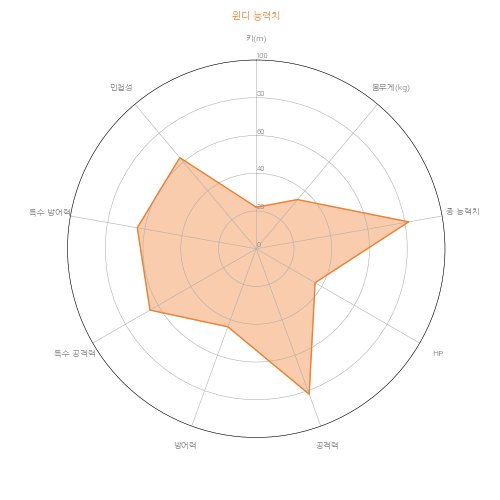 윈디 능력치
키(m)
100
민첩성
몸무게(kg)
80
60
40
20
특수 방어력
총 능력치
0
특수 공격력
HP
방어력
공격력